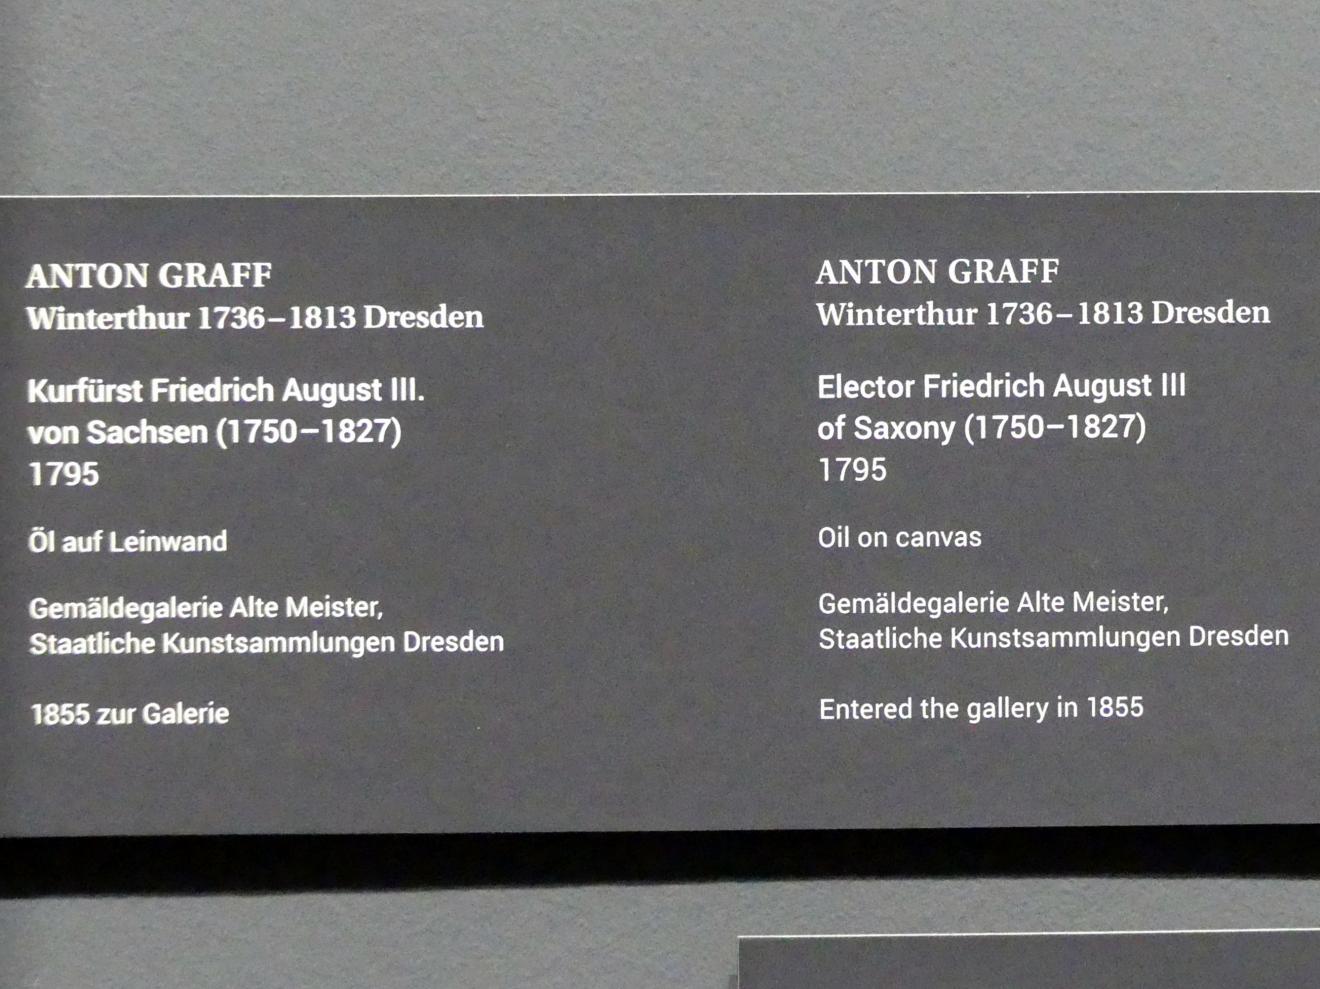 ANTON GRAFF
Winterthur 1736–1813 Dresden
Kurfürst Friedrich August III.
von Sachsen (1750–1827)
1795
Öl auf Leinwand
Gemäldegalerie Alte Meister,
Staatliche Kunstsammlungen Dresden
1855 zur Galerie
ANTON GRAFF
Winterthur 1736–1813 Dresden
Elector Friedrich August III
of Saxony (1750–1827)
1795
Oil on canvas
Gemäldegalerie Alte Meister,
Staatliche Kunstsammlungen Dresden
Entered the gallery in 1855